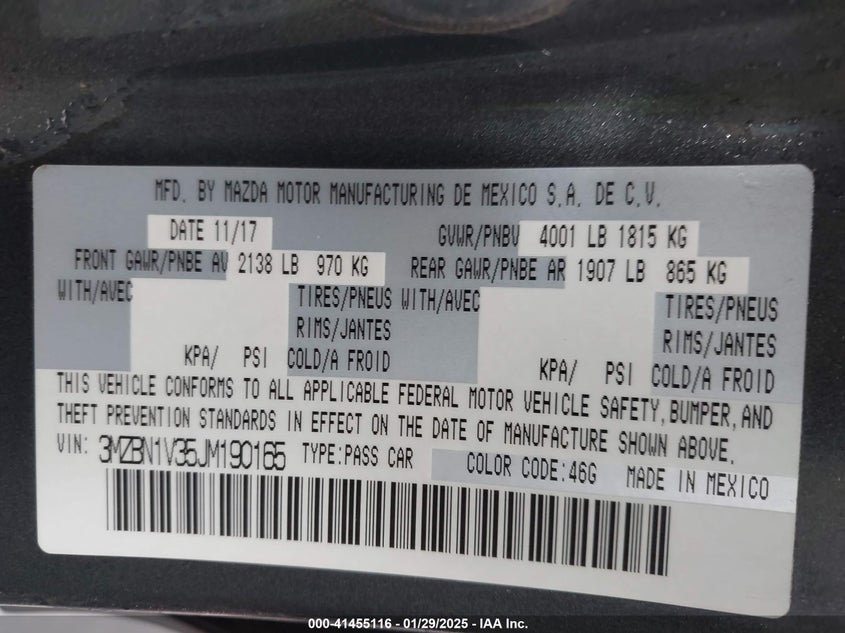 MFD. BY MAZDA MOTOR MANUFACTURING DE MEXICO S.A. DE C.V.
DATE 11/17 GVWR/PNBV 4001 LB 1815 KG
FRONT GAWR/PNBE AV 2138 LB 970 KG REAR GAWR/PNBE AR 1907 LB 865 KG
WITH/AVEC TIRES/PNEUS WITH/AVEC TIRES/PNEUS
RIMS/JANTES RIMS/JANTES
KPA/ PSI COLD/A FROID KPA/ PSI COLD/A FROID
THIS VEHICLE CONFORMS TO ALL APPLICABLE FEDERAL MOTOR VEHICLE SAFETY, BUMPER, AND
THEFT PREVENTION STANDARDS IN EFFECT ON THE DATE OF MANUFACTURE SHOWN ABOVE.
VIN: 3MZBN1V35JM190165 TYPE:PASS CAR COLOR CODE:46G MADE IN MEXICO
000-41455116 - 01/29/2025 - IAA Inc.